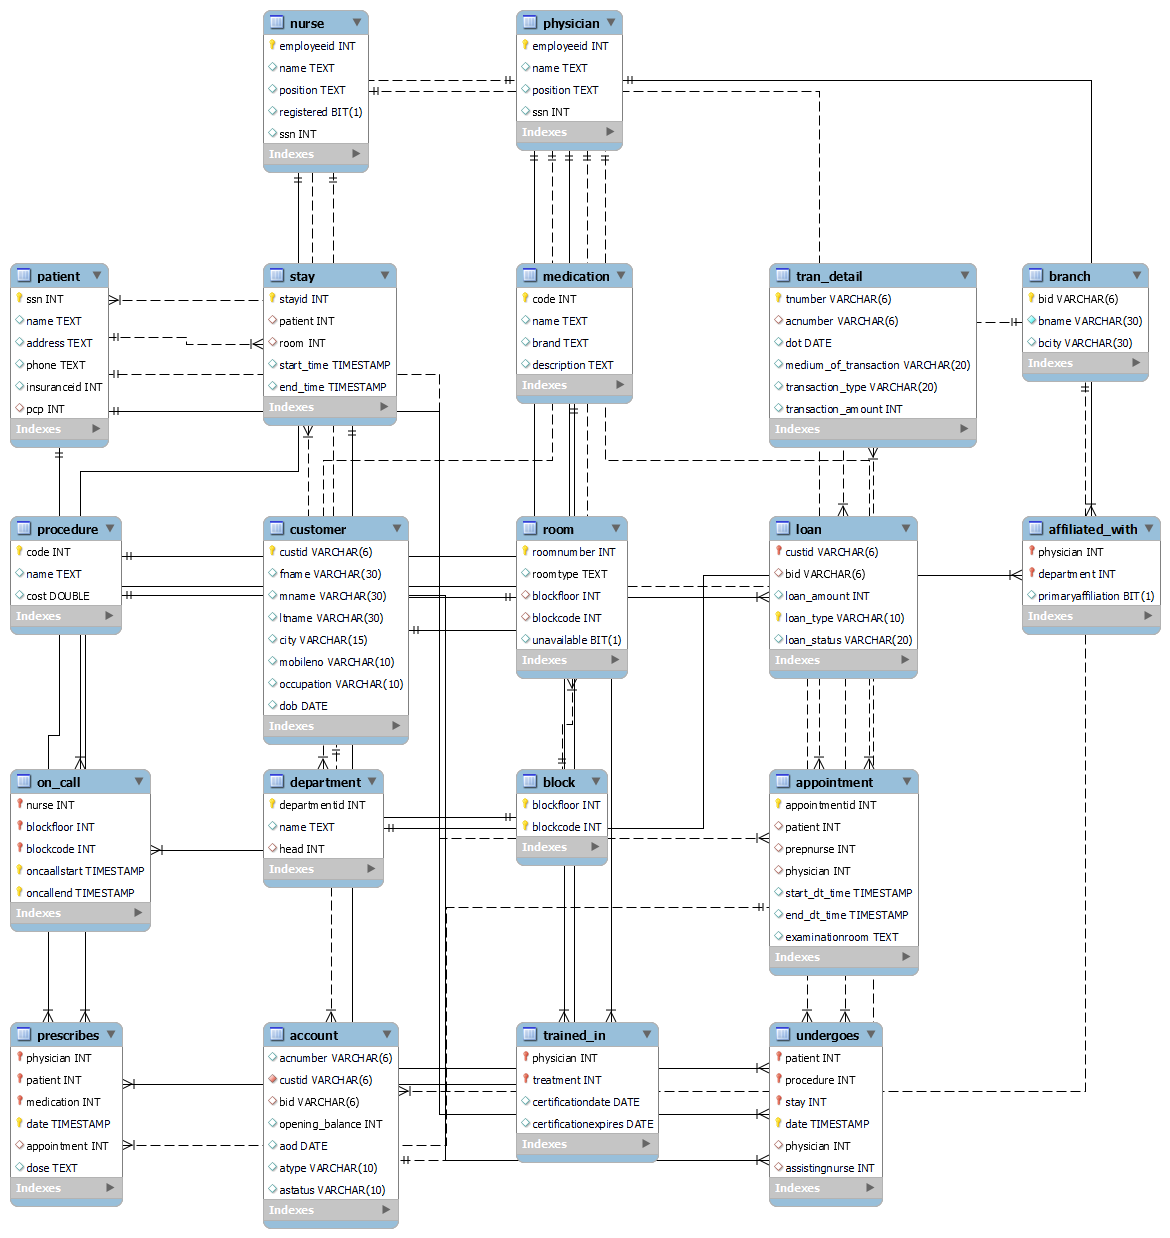 nurse
employeeid INT
name TEXT
position TEXT
registered BIT(1)
ssn INT
Indexes
physician
employeeid INT
name TEXT
position TEXT
ssn INT
Indexes
patient
ssn INT
name TEXT
address TEXT
phone TEXT
insuranceid INT
pcp INT
Indexes
stay
stayid INT
patient INT
room INT
start_time TIMESTAMP
end_time TIMESTAMP
Indexes
medication
code INT
name TEXT
brand TEXT
description TEXT
Indexes
tran_detail
tnumber VARCHAR(6)
acnumber VARCHAR(6)
dot DATE
medium_of_transaction VARCHAR(20)
transaction_type VARCHAR(20)
transaction_amount INT
Indexes
branch
bid VARCHAR(6)
bname VARCHAR(30)
bcity VARCHAR(30)
Indexes
procedure
code INT
name TEXT
cost DOUBLE
Indexes
customer
custid VARCHAR(6)
fname VARCHAR(30)
mname VARCHAR(30)
ltname VARCHAR(30)
city VARCHAR(15)
mobileno VARCHAR(10)
occupation VARCHAR(10)
dob DATE
Indexes
room
roomnumber INT
roomtype TEXT
blockfloor INT
blockcode INT
unavailable BIT(1)
Indexes
loan
custid VARCHAR(6)
bid VARCHAR(6)
loan_amount INT
loan_type VARCHAR(10)
loan_status VARCHAR(20)
Indexes
affiliated_with
physician INT
department INT
primaryaffiliation BIT(1)
Indexes
on_call
nurse INT
blockfloor INT
blockcode INT
oncaallstart TIMESTAMP
oncallend TIMESTAMP
Indexes
department
departmentid INT
name TEXT
head INT
Indexes
block
blockfloor INT
blockcode INT
Indexes
appointment
appointmentid INT
patient INT
prepnurse INT
physician INT
start_dt_time TIMESTAMP
end_dt_time TIMESTAMP
examinationroom TEXT
Indexes
prescribes
physician INT
patient INT
medication INT
date TIMESTAMP
appointment INT
dose TEXT
Indexes
account
acnumber VARCHAR(6)
custid VARCHAR(6)
bid VARCHAR(6)
opening_balance INT
aod DATE
atype VARCHAR(10)
astatus VARCHAR(10)
Indexes
trained_in
physician INT
treatment INT
certificationdate DATE
certificationexpires DATE
Indexes
undergoes
patient INT
procedure INT
stay INT
date TIMESTAMP
physician INT
assistingnurse INT
Indexes